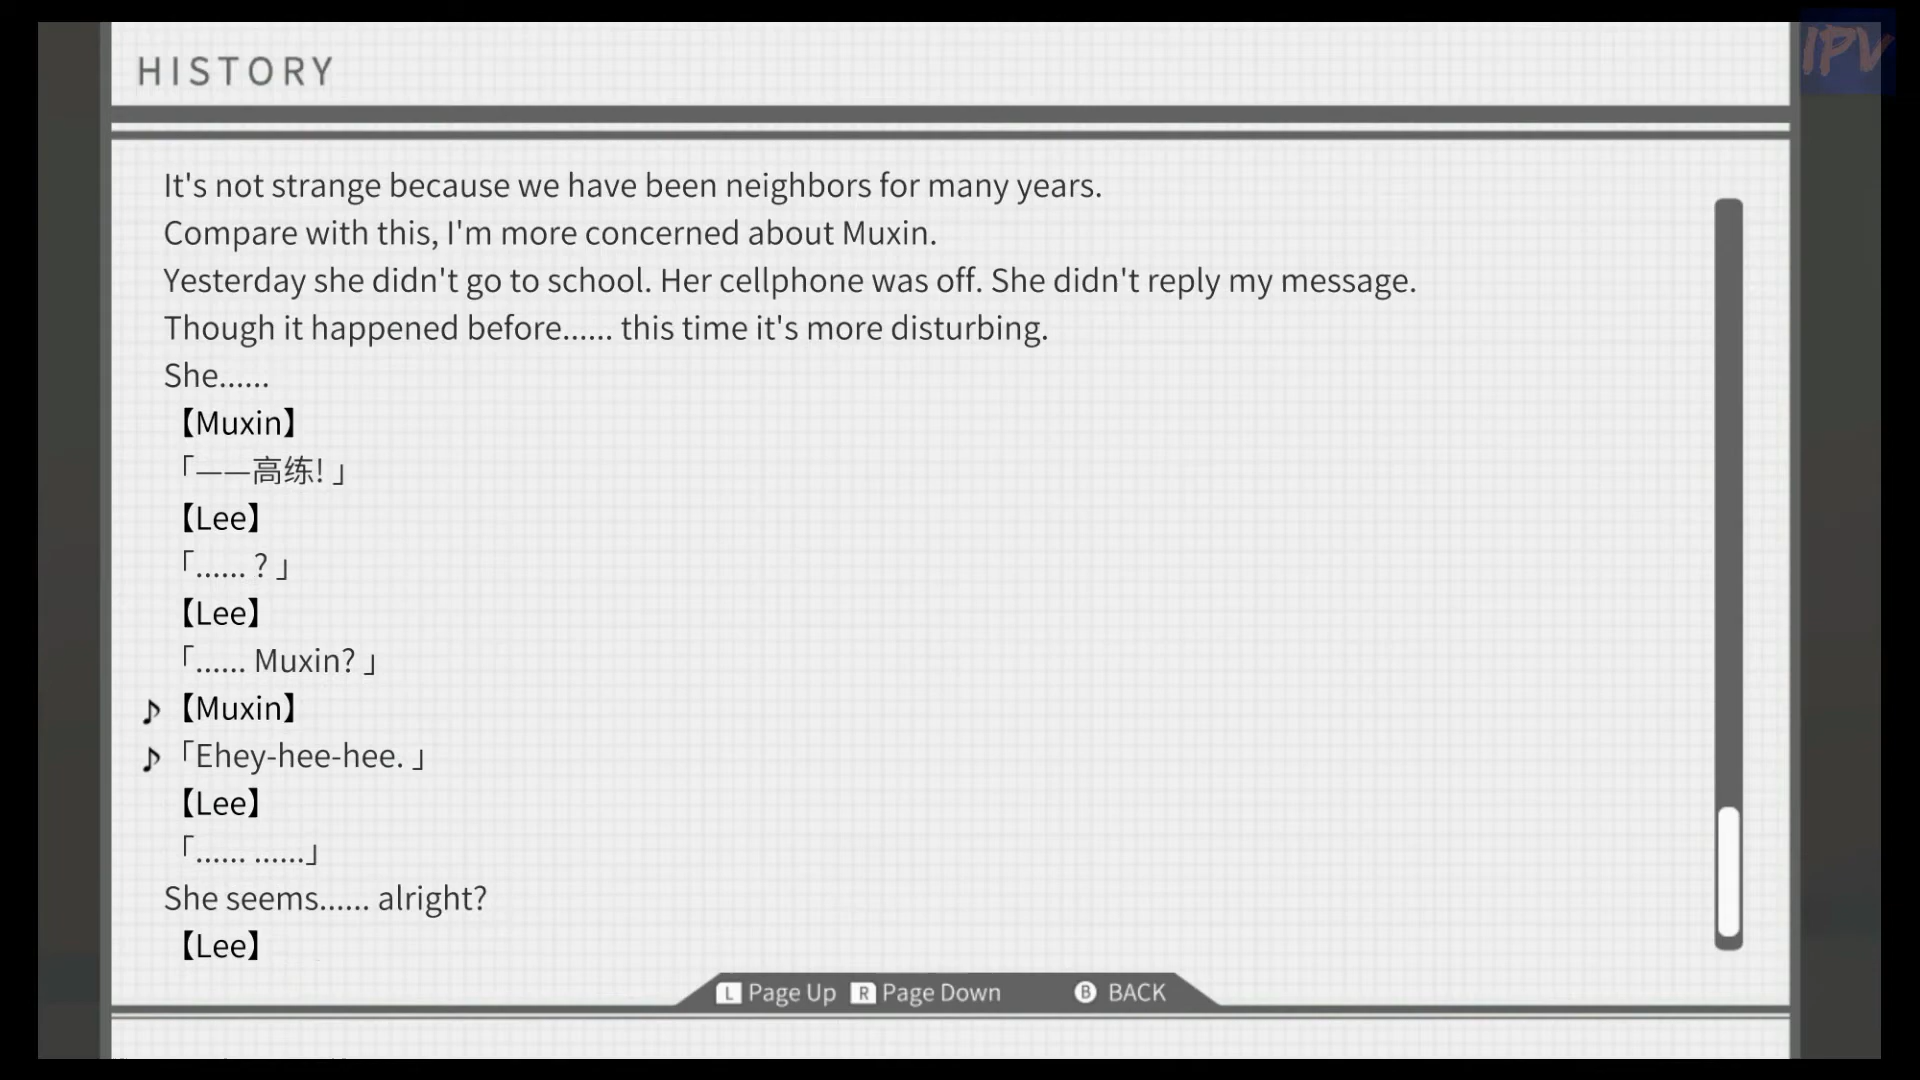 IPV
HISTORY
It's not strange because we have been neighbors for many years.
Compare with this, I'm more concerned about Muxin.
Yesterday she didn't go to school. Her cellphone was off. She didn't reply my message.
Though it happened before...... this time it's more disturbing.
She......
【Muxin】
「——高练! 」
【Lee】
「...... ? 」
【Lee】
「...... Muxin? 」
♪ 【Muxin】
♪ 「Ehey-hee-hee. 」
【Lee】
「...... ......」
She seems...... alright?
【Lee】
L Page Up R Page Down B BACK